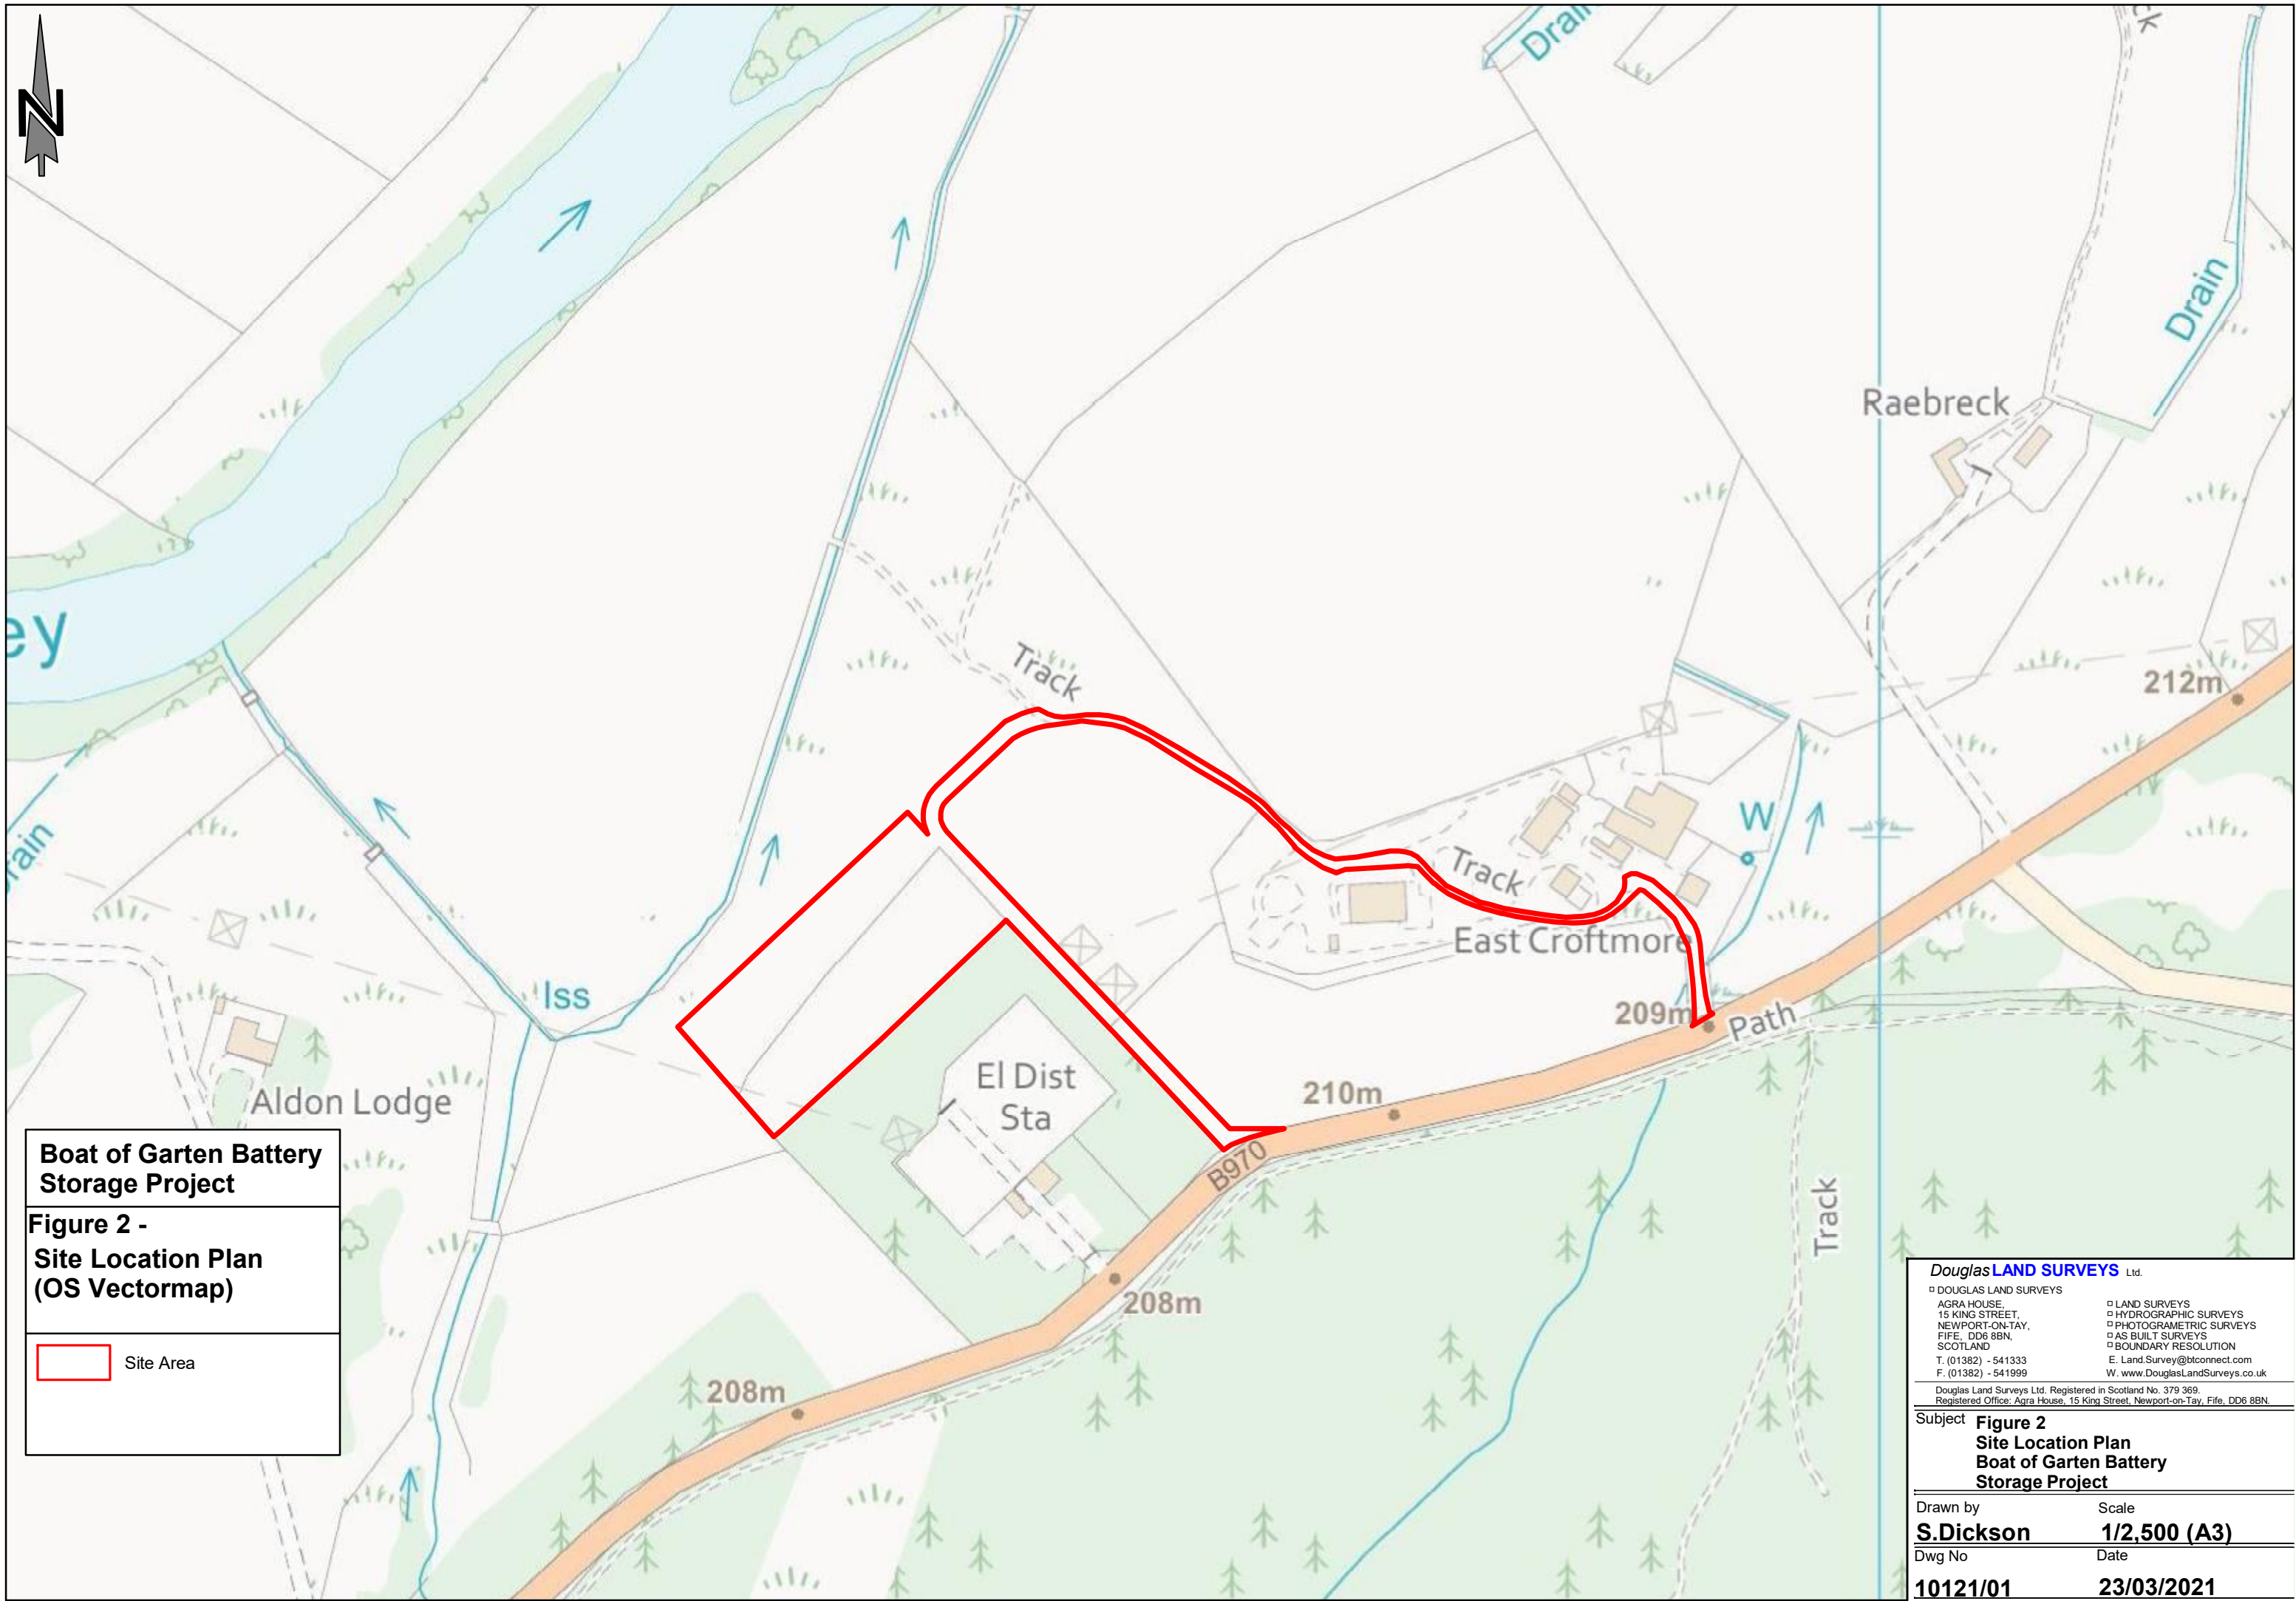 N
Drain
ck
Drain
Raebreck
ey
Track
212m
W
rain
Track
East Croftmore
Iss
209m
Path
El Dist
Sta
210m
Aldon Lodge
B970
Track
208m
208m
Boat of Garten Battery
Storage Project
Figure 2 -
Site Location Plan
(OS Vectormap)
Site Area
Douglas LAND SURVEYS Ltd.
DOUGLAS LAND SURVEYS
AGRA HOUSE,
15 KING STREET,
NEWPORT-ON-TAY,
FIFE, DD6 8BN,
SCOTLAND
T. (01382) - 541333
F. (01382) - 541999
LAND SURVEYS
HYDROGRAPHIC SURVEYS
PHOTOGRAMETRIC SURVEYS
AS BUILT SURVEYS
BOUNDARY RESOLUTION
E. Land.Survey@btconnect.com
W. www.DouglasLandSurveys.co.uk
Douglas Land Surveys Ltd. Registered in Scotland No. 379 369.
Registered Office: Agra House, 15 King Street, Newport-on-Tay, Fife, DD6 8BN.
Subject Figure 2
Site Location Plan
Boat of Garten Battery
Storage Project
Drawn by Scale
S.Dickson 1/2,500 (A3)
Dwg No Date
10121/01 23/03/2021